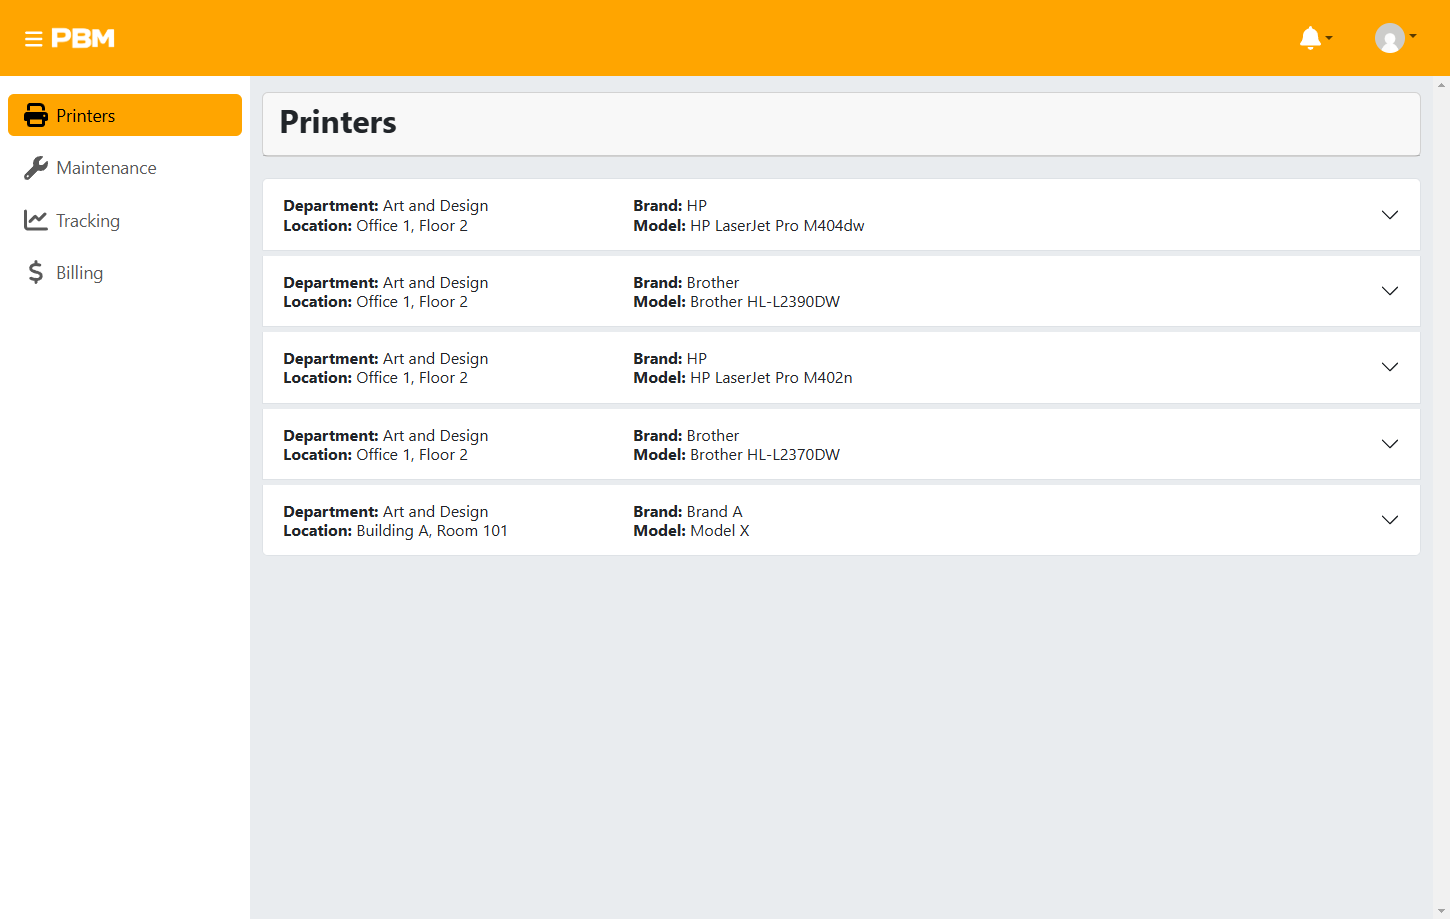 PBM
Printers
Maintenance
Tracking
Billing
Printers
Department: Art and Design
Location: Office 1, Floor 2
Brand: HP
Model: HP LaserJet Pro M404dw
Department: Art and Design
Location: Office 1, Floor 2
Brand: Brother
Model: Brother HL-L2390DW
Department: Art and Design
Location: Office 1, Floor 2
Brand: HP
Model: HP LaserJet Pro M402n
Department: Art and Design
Location: Office 1, Floor 2
Brand: Brother
Model: Brother HL-L2370DW
Department: Art and Design
Location: Building A, Room 101
Brand: Brand A
Model: Model X